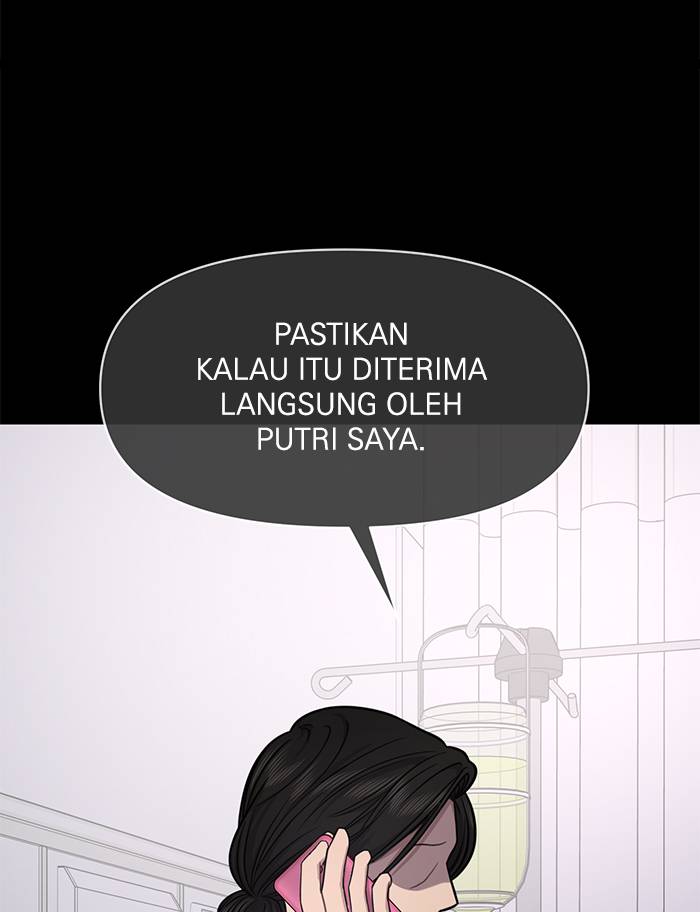 PASTIKAN
KALAU ITU DITERIMA
LANGSUNG OLEH
PUTRI SAYA.